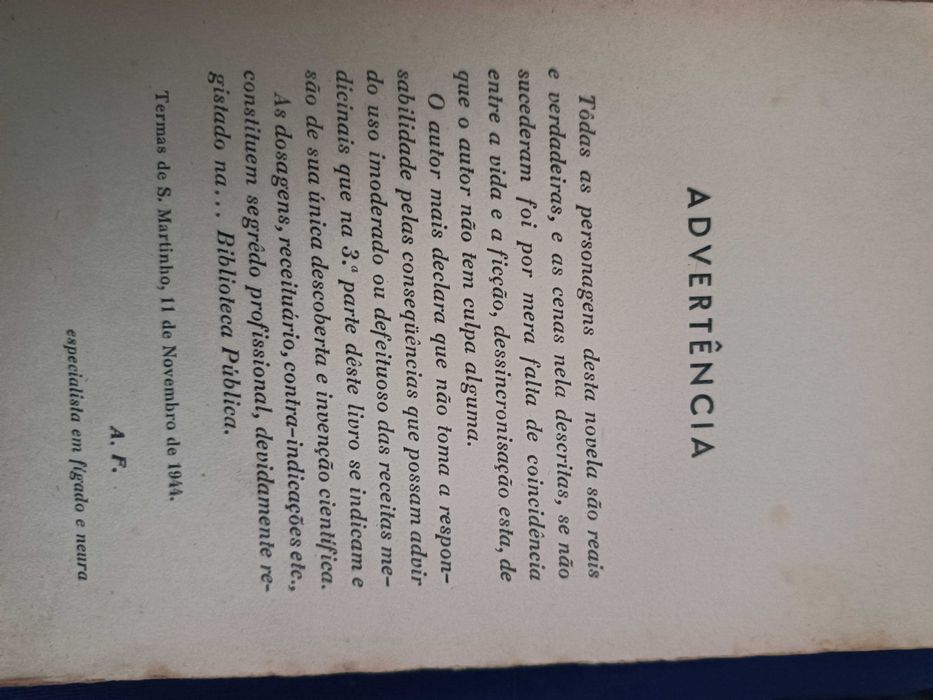 ADVERTÊNCIA
Tôdas as personagens desta novela são reais
e verdadeiras, e as cenas nela descritas, se não
sucederam foi por mera falta de coincidência
entre a vida e a ficção, dessincronisação esta, de
que o autor não tem culpa alguma.
O autor mais declara que não toma a respon-
sabilidade pelas conseqüências que possam advir
do uso imoderado ou defeituoso das receitas me-
dicinais que na 3.ª parte dêste livro se indicam e
são de sua única descoberta e invenção cientifica.
As dosagens, receituário, contra-indicações etc.,
constituem segrêdo profissional, devidamente re-
gistado na... Biblioteca Pública.
Termas de S. Martinho, 11 de Novembro de 1944.
A. F.
especialista em fígado e neura